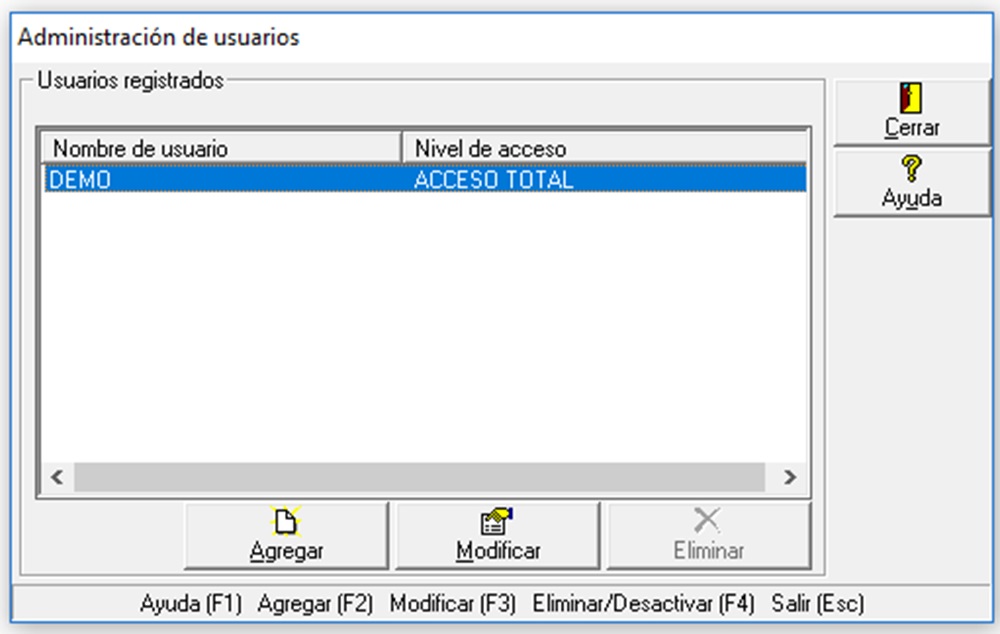 Administración de usuarios
Usuarios registrados
Cerrar
Nombre de usuario Nivel de acceso
DEMO ACCESO TOTAL
Ayuda
Agregar Modificar Eliminar
Ayuda (F1) Agregar (F2) Modificar (F3) Eliminar/Desactivar (F4) Salir (Esc)